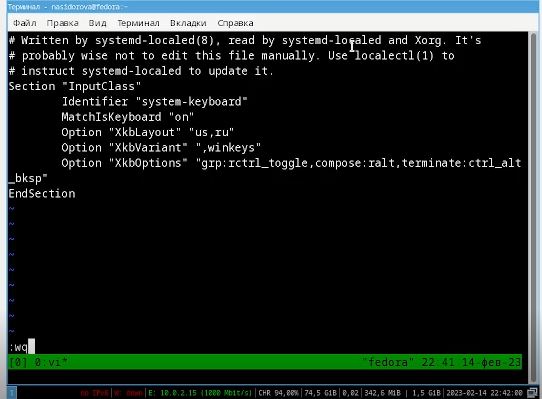 Терминал - nasidorova@fedora:~
Файл Правка Вид Терминал Вкладки Справка
# Written by systemd-localed(8), read by systemd-localed and Xorg. It's
# probably wise not to edit this file manually. Use localectl(1) to
# instruct systemd-localed to update it.
Section "InputClass"
        Identifier "system-keyboard"
        MatchIsKeyboard "on"
        Option "XkbLayout" "us,ru"
        Option "XkbVariant" ",winkeys"
        Option "XkbOptions" "grp:rctrl_toggle,compose:ralt,terminate:ctrl_alt
_bksp"
EndSection
~
~
~
~
~
~
~
~
~
:wq
[0] 0:vi* "fedora" 22:41 14-фев-23
1 no IPv6 W: down E: 10.0.2.15 (1000 Mbit/s) CHR 94,00% 74,5 GiB 0,02 342,6 MiB | 1,5 GiB 2023-02-14 22:42:00